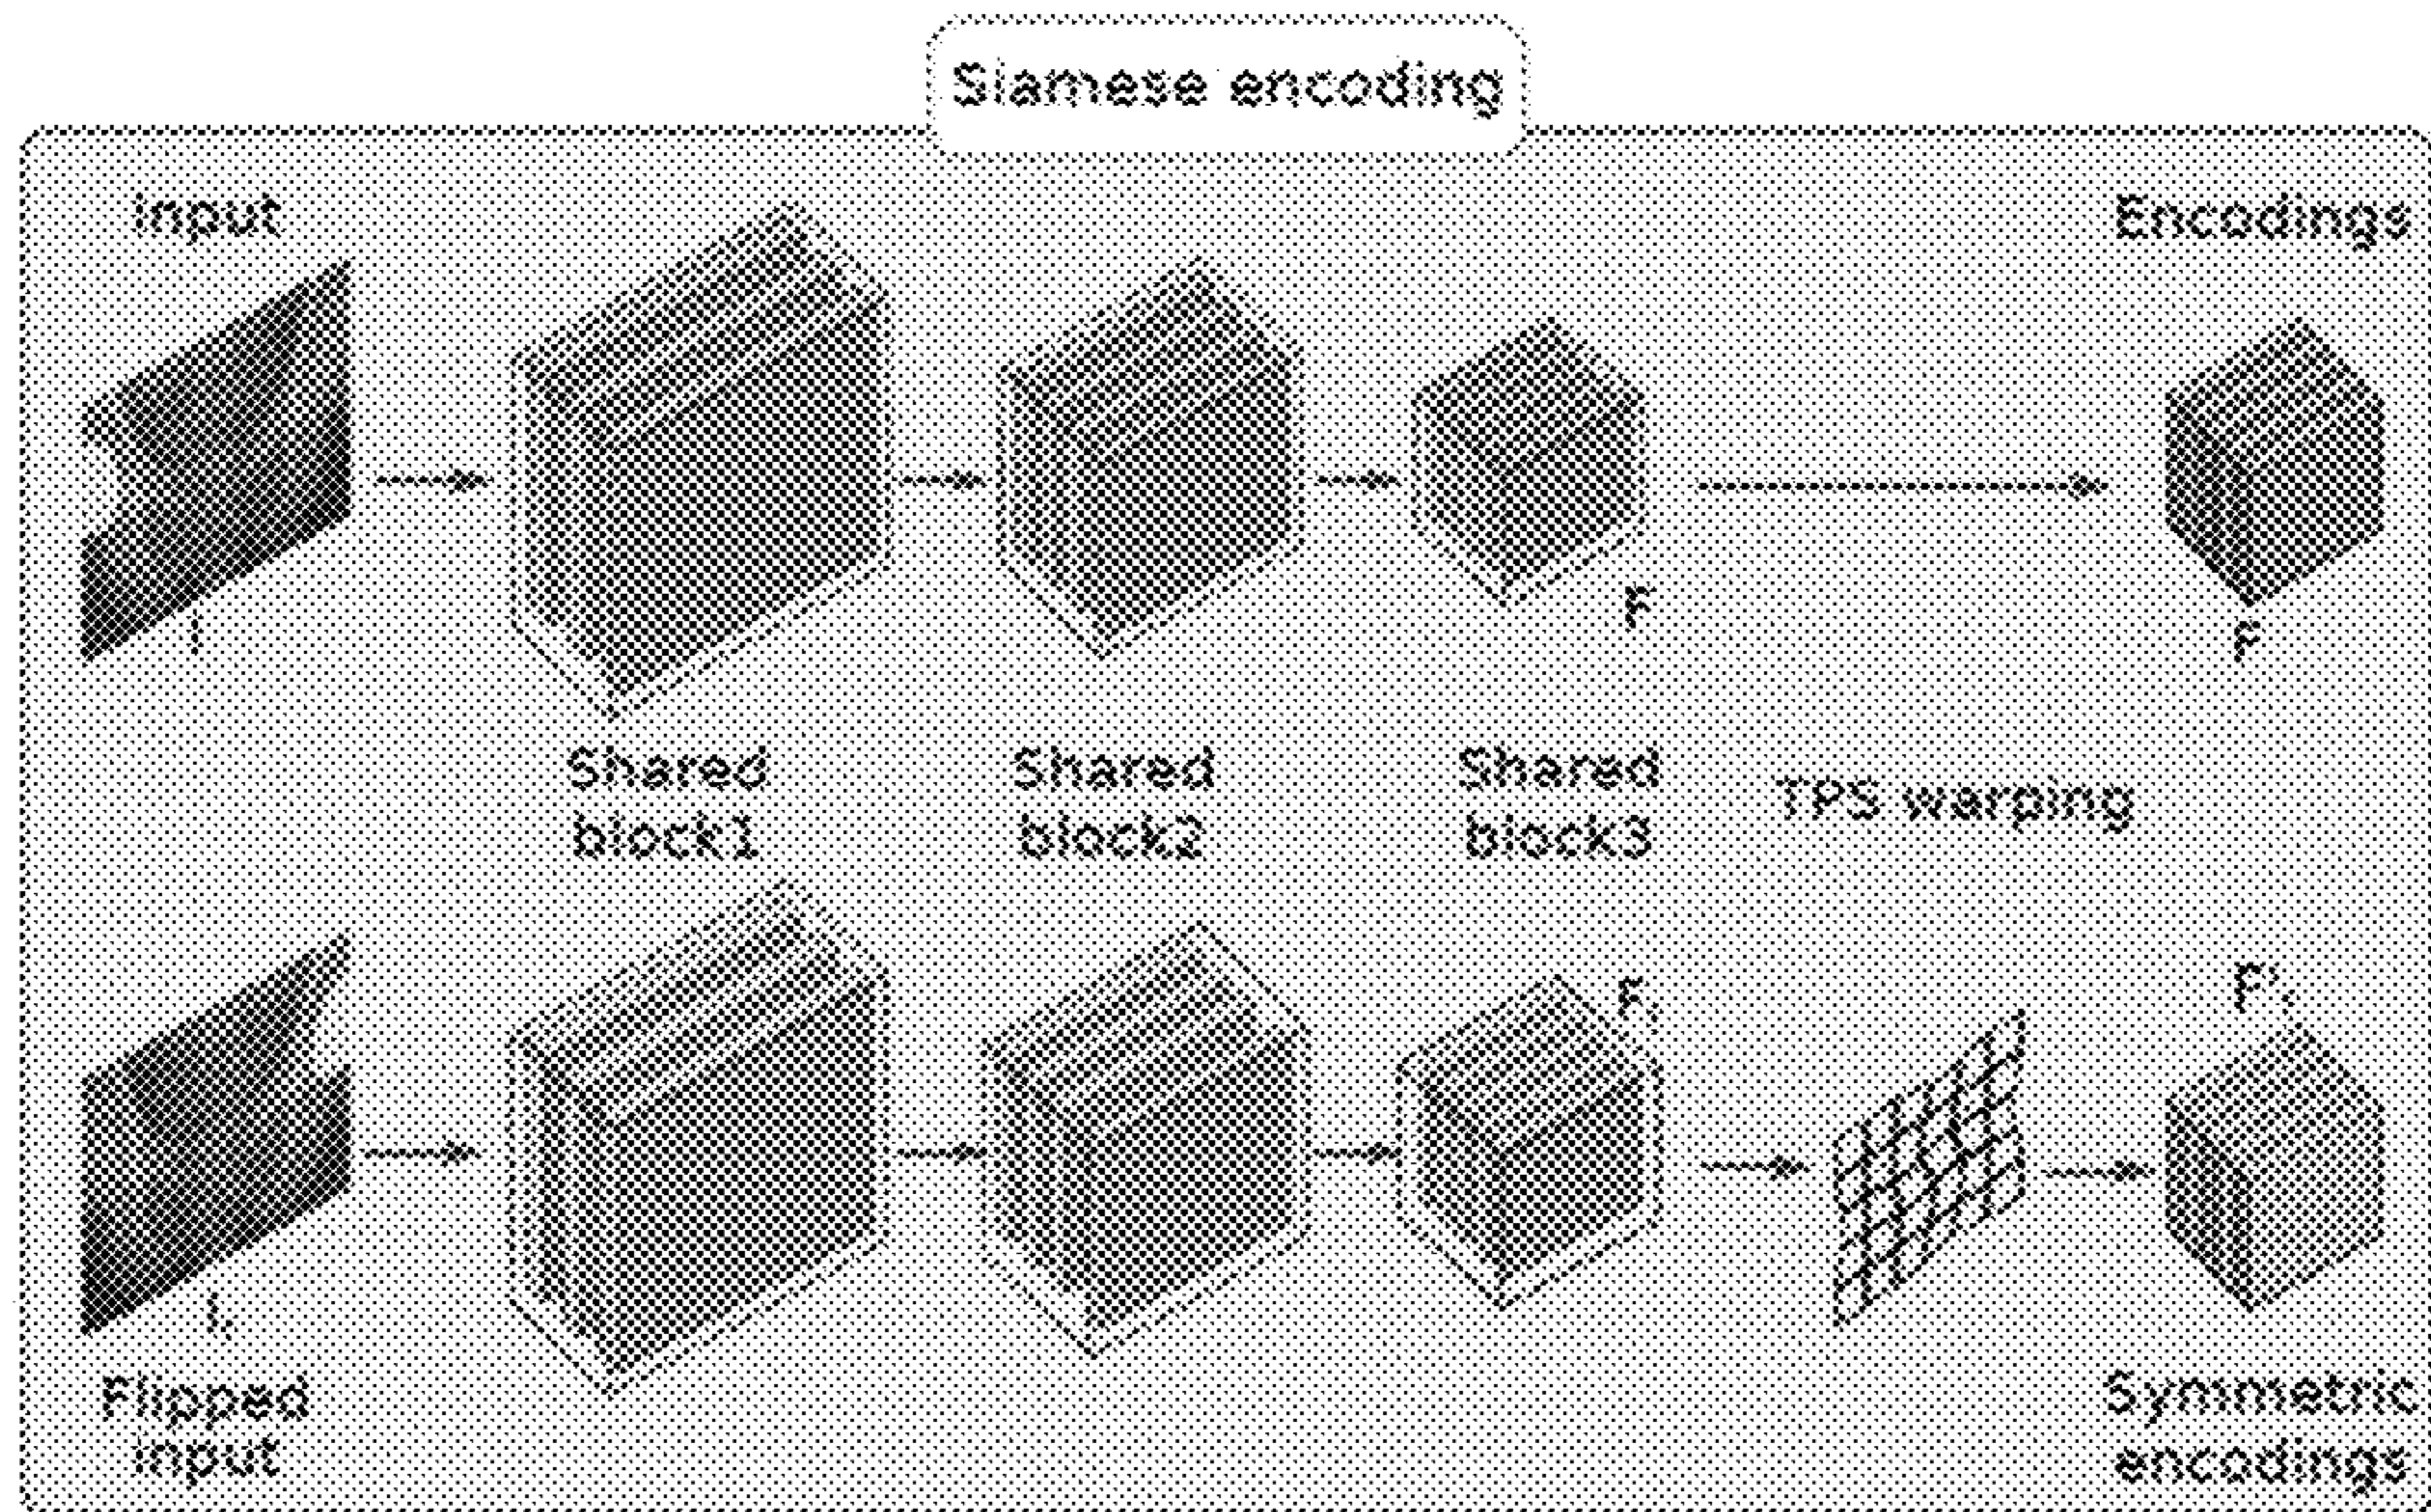 Siamese encoding
Input
Encodings
I
F
F
Shared
block1
Shared
block2
Shared
block3
TPS warping
Flipped
input
Symmetric
encodings